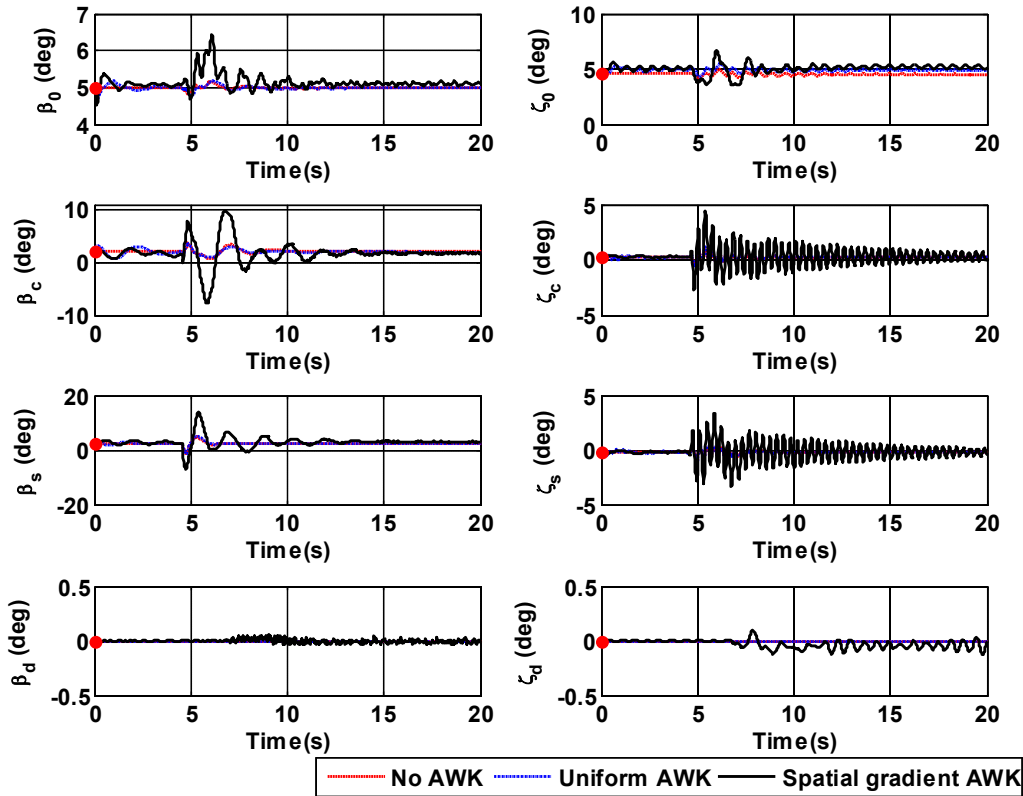 β0 (deg)
7
6
5
4
0 5 10 15 20
Time(s)
ζ0 (deg)
10
5
0
0 5 10 15 20
Time(s)
βc (deg)
10
0
-10
0 5 10 15 20
Time(s)
ζc (deg)
5
0
-5
0 5 10 15 20
Time(s)
βs (deg)
20
0
-20
0 5 10 15 20
Time(s)
ζs (deg)
5
0
-5
0 5 10 15 20
Time(s)
βd (deg)
0.5
0
-0.5
0 5 10 15 20
Time(s)
ζd (deg)
0.5
0
-0.5
0 5 10 15 20
Time(s)
No AWK Uniform AWK Spatial gradient AWK